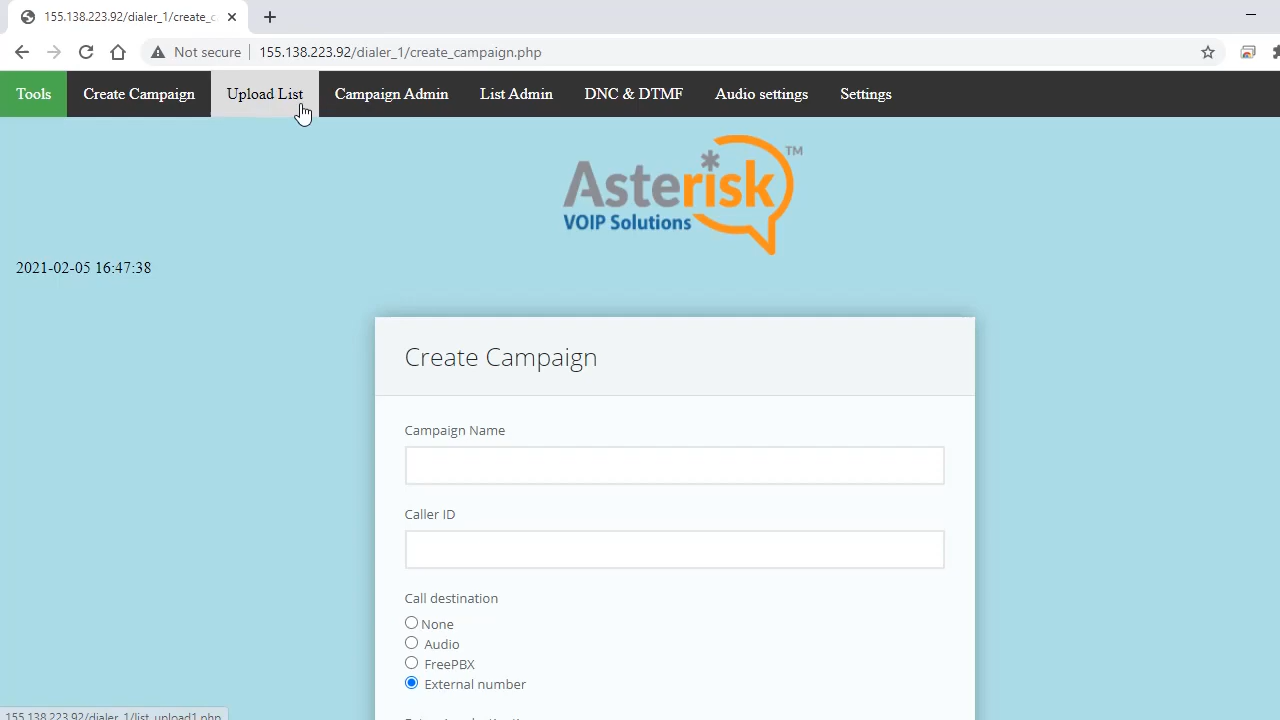 155.138.223.92/dialer_1/create_c
Not secure 155.138.223.92/dialer_1/create_campaign.php
Tools Create Campaign Upload List Campaign Admin List Admin DNC & DTMF Audio settings Settings
Asterisk TM
VOIP Solutions
2021-02-05 16:47:38
Create Campaign
Campaign Name
Caller ID
Call destination
None
Audio
FreePBX
External number
155.138.223.92/dialer_1/list_upload1.php